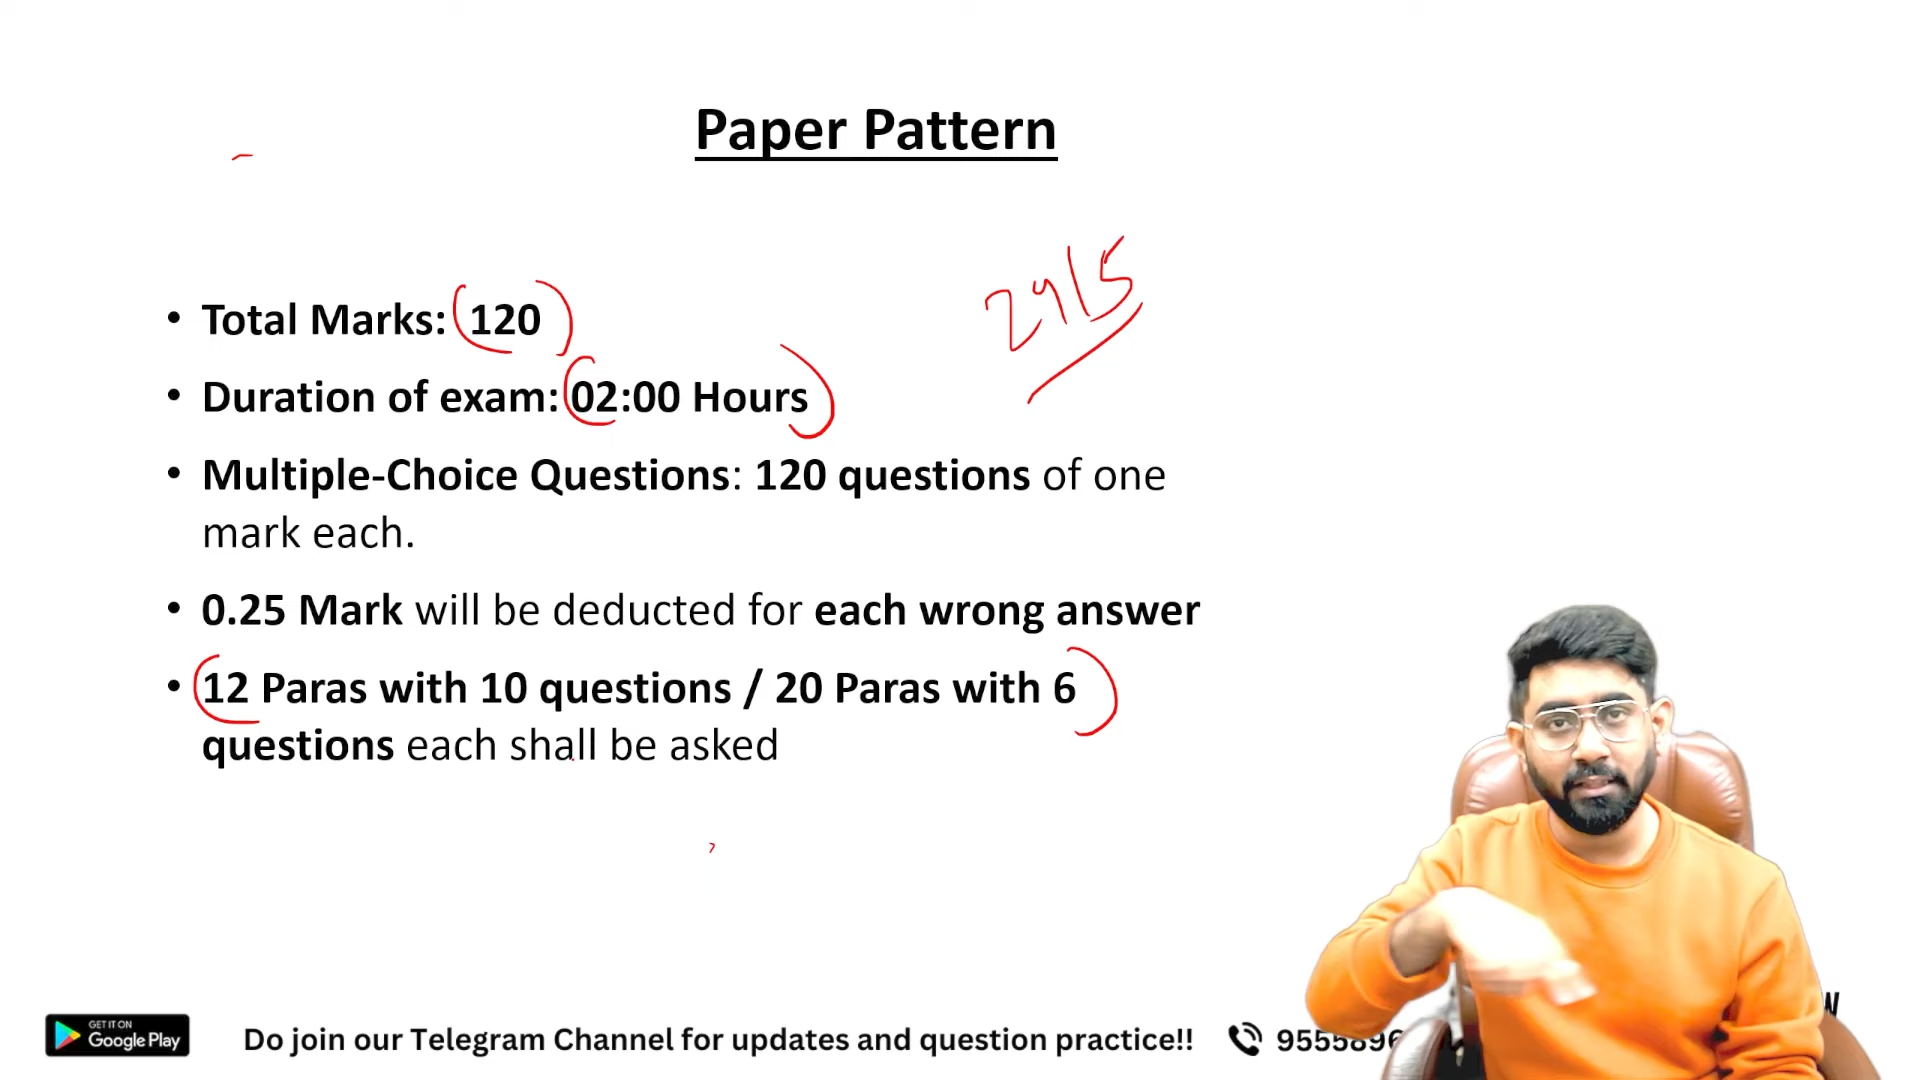 Paper Pattern
2915
• Total Marks: 120
• Duration of exam: 02:00 Hours
• Multiple-Choice Questions: 120 questions of one
mark each.
• 0.25 Mark will be deducted for each wrong answer
• 12 Paras with 10 questions / 20 Paras with 6
questions each shall be asked
GET IT ON
Google Play
Do join our Telegram Channel for updates and question practice!!